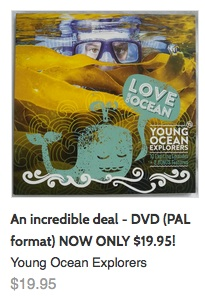 LOVE
the
OCEAN
YOUNG
OCEAN
EXPLORERS
An incredible deal - DVD (PAL
format) NOW ONLY $19.95!
Young Ocean Explorers
$19.95